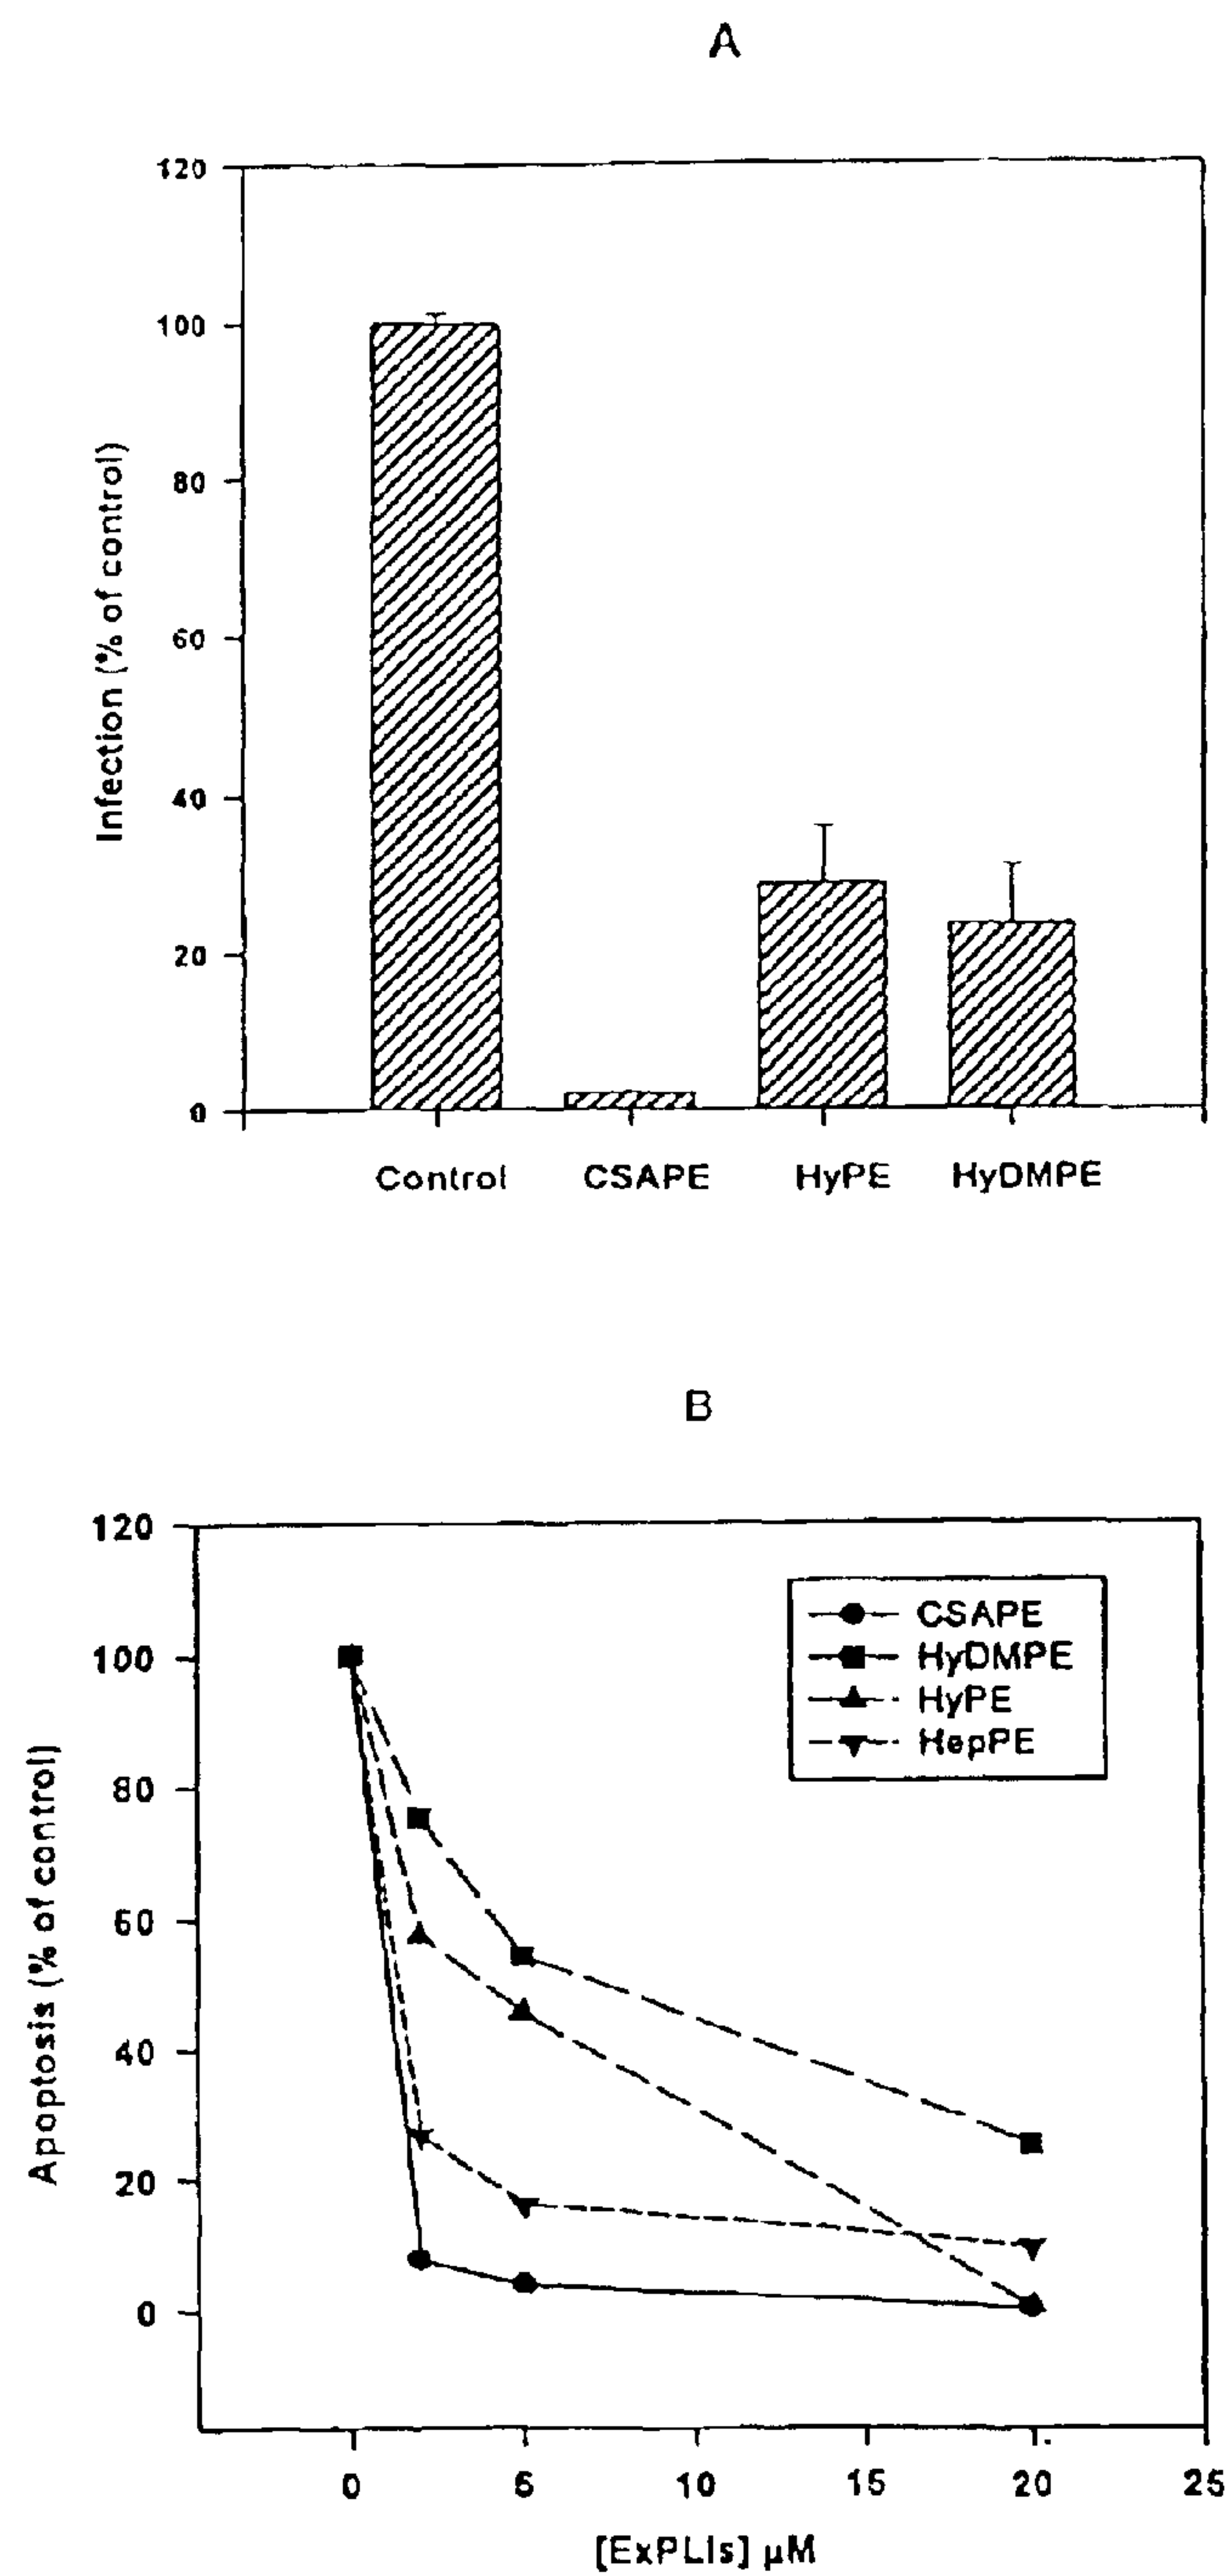 A
120
100
80
60
40
20
0
Infection (% of control)
Control CSAPE HyPE HyDMPE
B
120
100
80
60
40
20
0
Apoptosis (% of control)
CSAPE
HyDMPE
HyPE
HepPE
0 5 10 15 20 25
[ExPLIs] µM